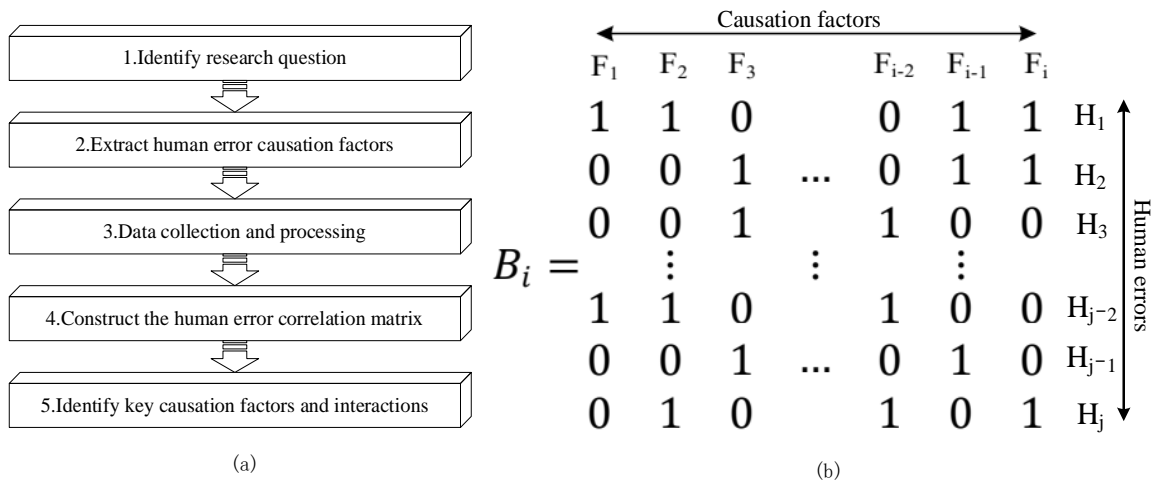 1.Identify research question
2.Extract human error causation factors
3.Data collection and processing
4.Construct the human error correlation matrix
5.Identify key causation factors and interactions
(a)
Causation factors
F₁ F₂ F₃ Fᵢ₋₂ Fᵢ₋₁ Fᵢ
1 1 0 0 1 1 H₁
0 0 1 ... 0 1 1 H₂
0 0 1 1 0 0 H₃
Bᵢ = ⋮ ⋮ ⋮
1 1 0 1 0 0 Hⱼ₋₂
0 0 1 ... 0 1 0 Hⱼ₋₁
0 1 0 1 0 1 Hⱼ
Human errors
(b)